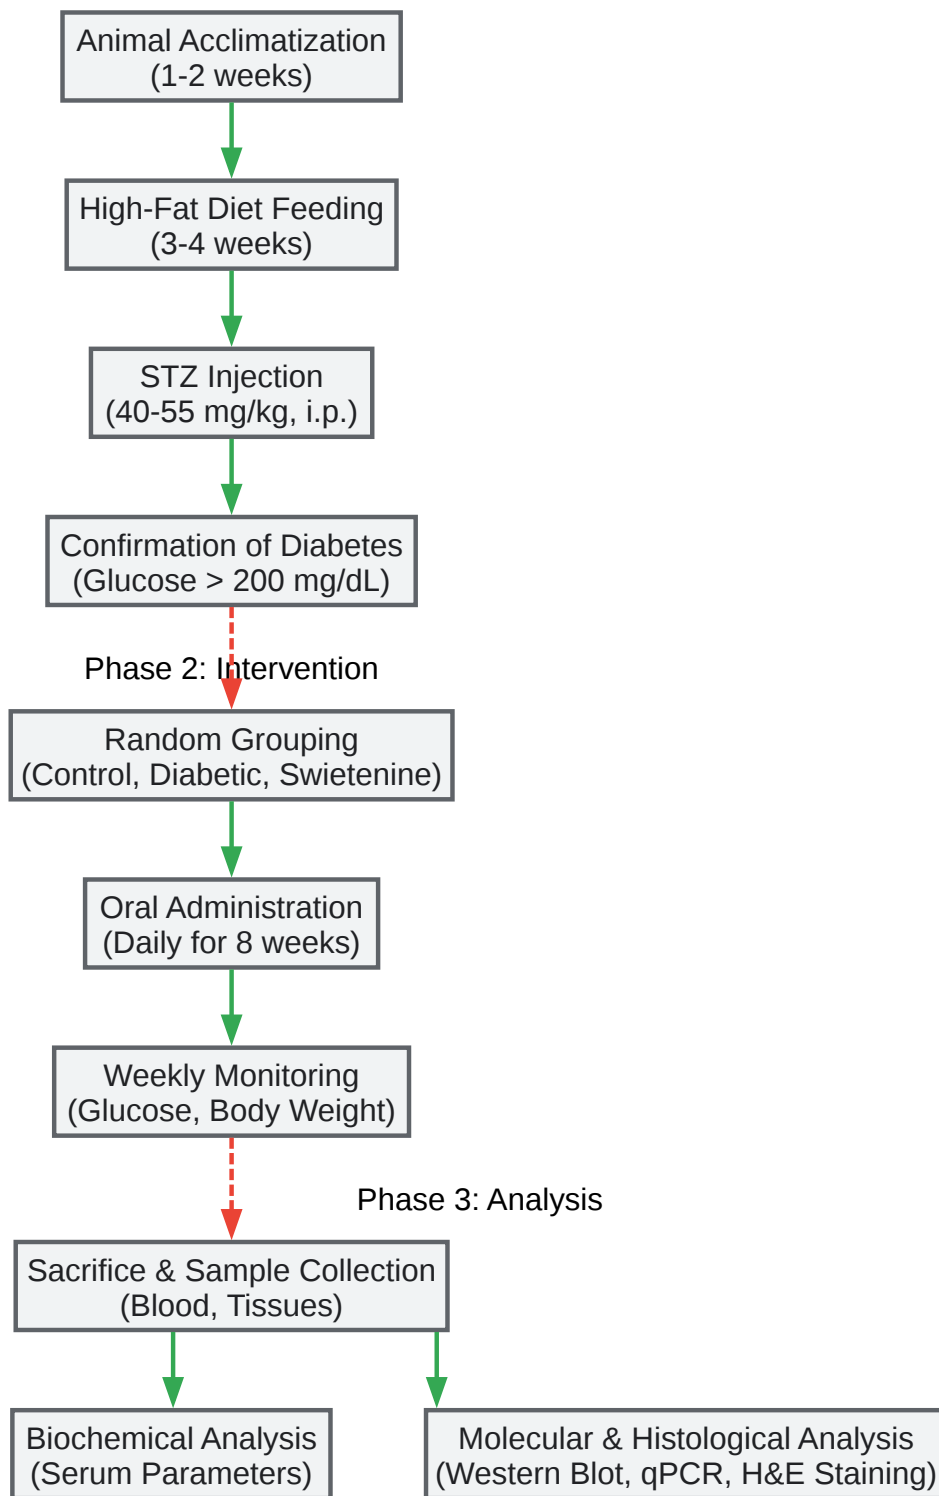 Animal Acclimatization
(1-2 weeks)
High-Fat Diet Feeding
(3-4 weeks)
STZ Injection
(40-55 mg/kg, i.p.)
Confirmation of Diabetes
(Glucose > 200 mg/dL)
Phase 2: Intervention
Random Grouping
(Control, Diabetic, Swietenine)
Oral Administration
(Daily for 8 weeks)
Weekly Monitoring
(Glucose, Body Weight)
Phase 3: Analysis
Sacrifice & Sample Collection
(Blood, Tissues)
Biochemical Analysis
(Serum Parameters)
Molecular & Histological Analysis
(Western Blot, qPCR, H&E Staining)